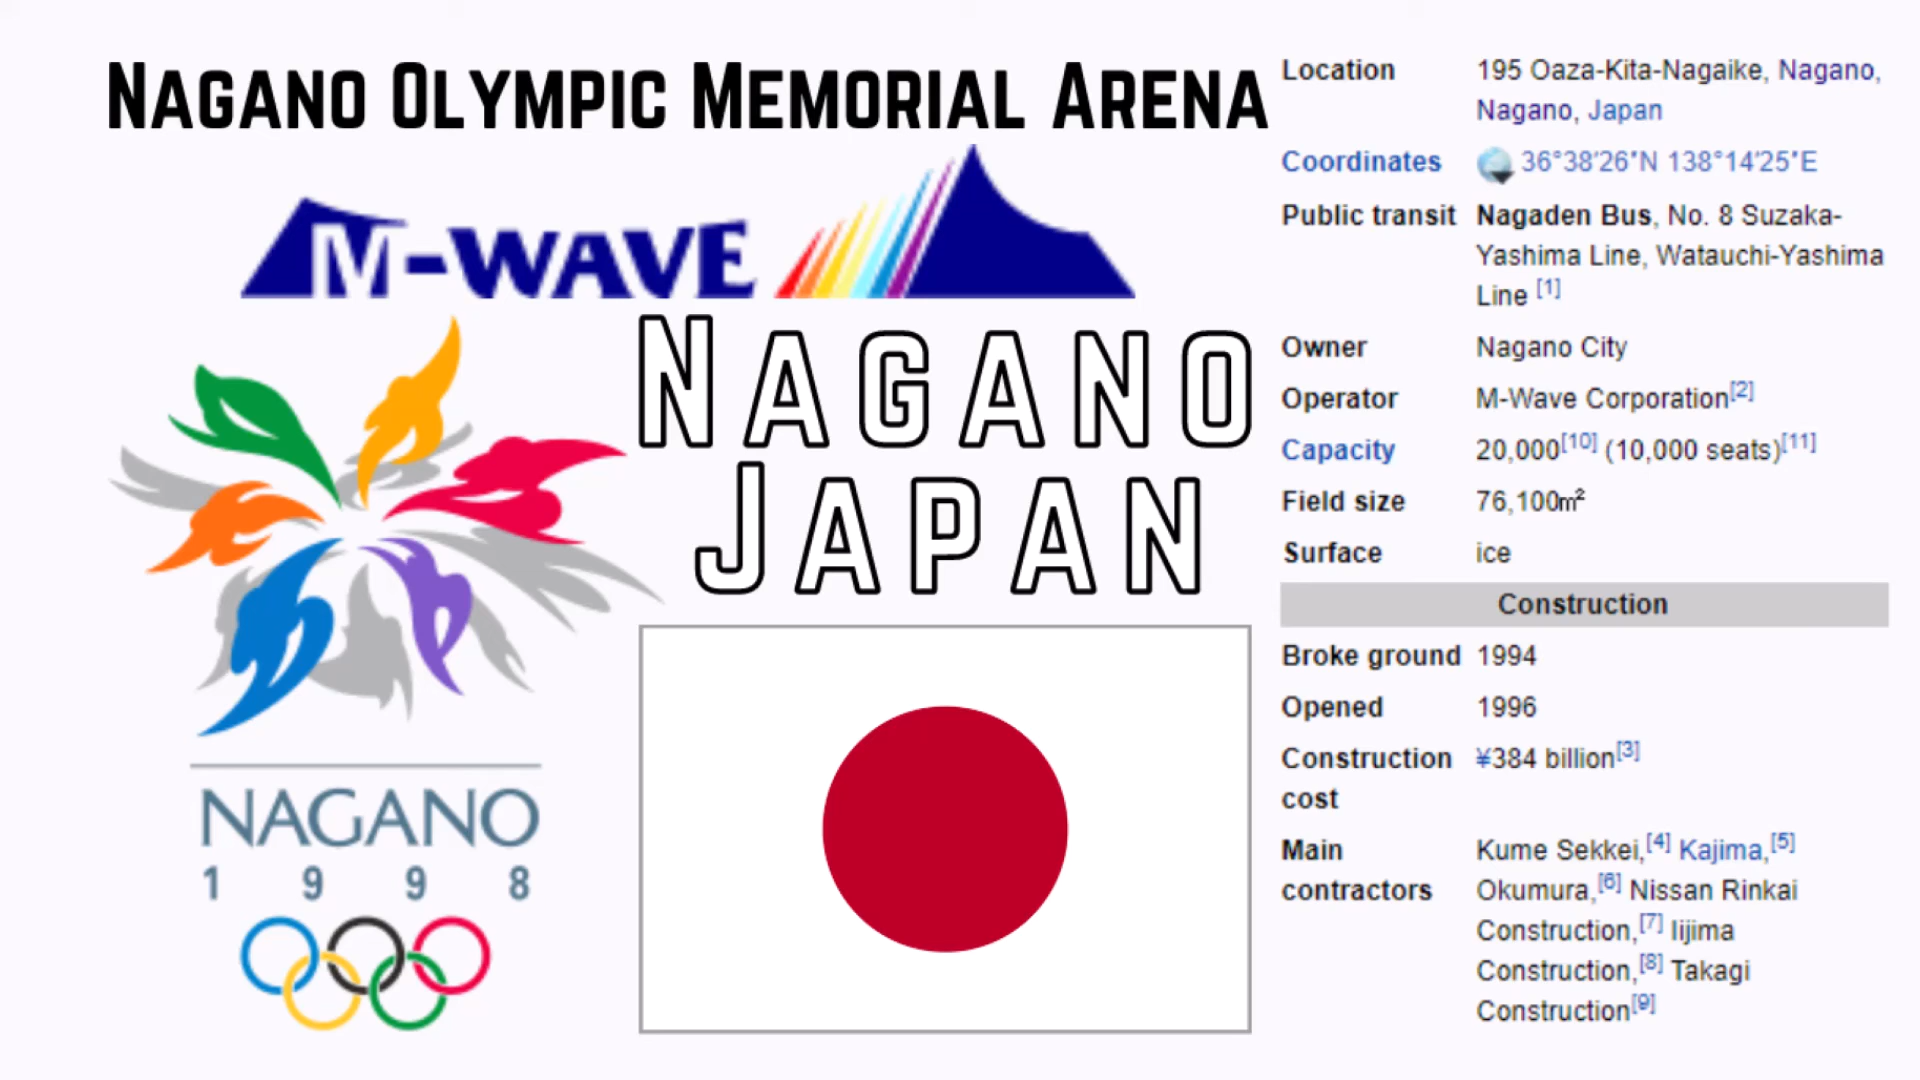 NAGANO OLYMPIC MEMORIAL ARENA
M-WAVE
NAGANO
JAPAN
NAGANO
1 9 9 8
Location 195 Oaza-Kita-Nagaike, Nagano,
Nagano, Japan
Coordinates 36°38′26″N 138°14′25″E
Public transit Nagaden Bus, No. 8 Suzaka-
Yashima Line, Watauchi-Yashima
Line [1]
Owner Nagano City
Operator M-Wave Corporation[2]
Capacity 20,000[10] (10,000 seats)[11]
Field size 76,100㎡
Surface ice
Construction
Broke ground 1994
Opened 1996
Construction ¥384 billion[3]
cost
Main Kume Sekkei,[4] Kajima,[5]
contractors Okumura,[6] Nissan Rinkai
Construction,[7] Iijima
Construction,[8] Takagi
Construction[9]